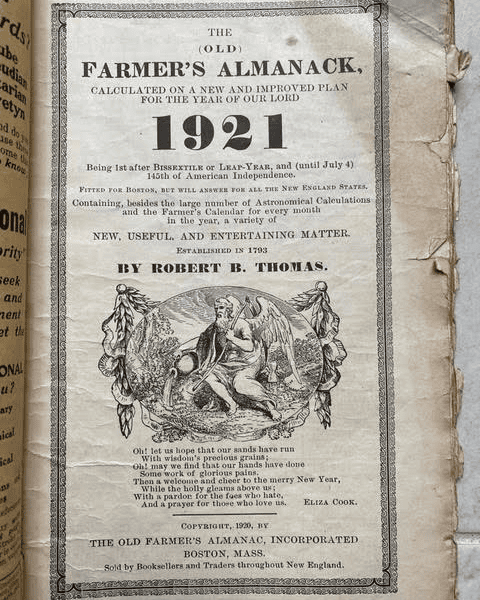 THE
(OLD)
FARMER'S ALMANACK,
CALCULATED ON A NEW AND IMPROVED PLAN
FOR THE YEAR OF OUR LORD
1921
Being 1st after BISSEXTILE or LEAP-YEAR, and (until July 4)
145th of American Independence.
FITTED FOR BOSTON, BUT WILL ANSWER FOR ALL THE NEW ENGLAND STATES.
Containing, besides the large number of Astronomical Calculations
and the Farmer's Calendar for every month
in the year, a variety of
NEW, USEFUL, AND ENTERTAINING MATTER.
ESTABLISHED IN 1793
BY ROBERT B. THOMAS.
Oh! let us hope that our sands have run
With wisdom's precious grains;
Oh! may we find that our hands have done
Some work of glorious pains.
Then a welcome and cheer to the merry New Year,
While the holly gleams above us;
With a pardon for the foes who hate,
And a prayer for those who love us. ELIZA COOK.
COPYRIGHT, 1920, BY
THE OLD FARMER'S ALMANAC, INCORPORATED
BOSTON, MASS.
Sold by Booksellers and Traders throughout New England.